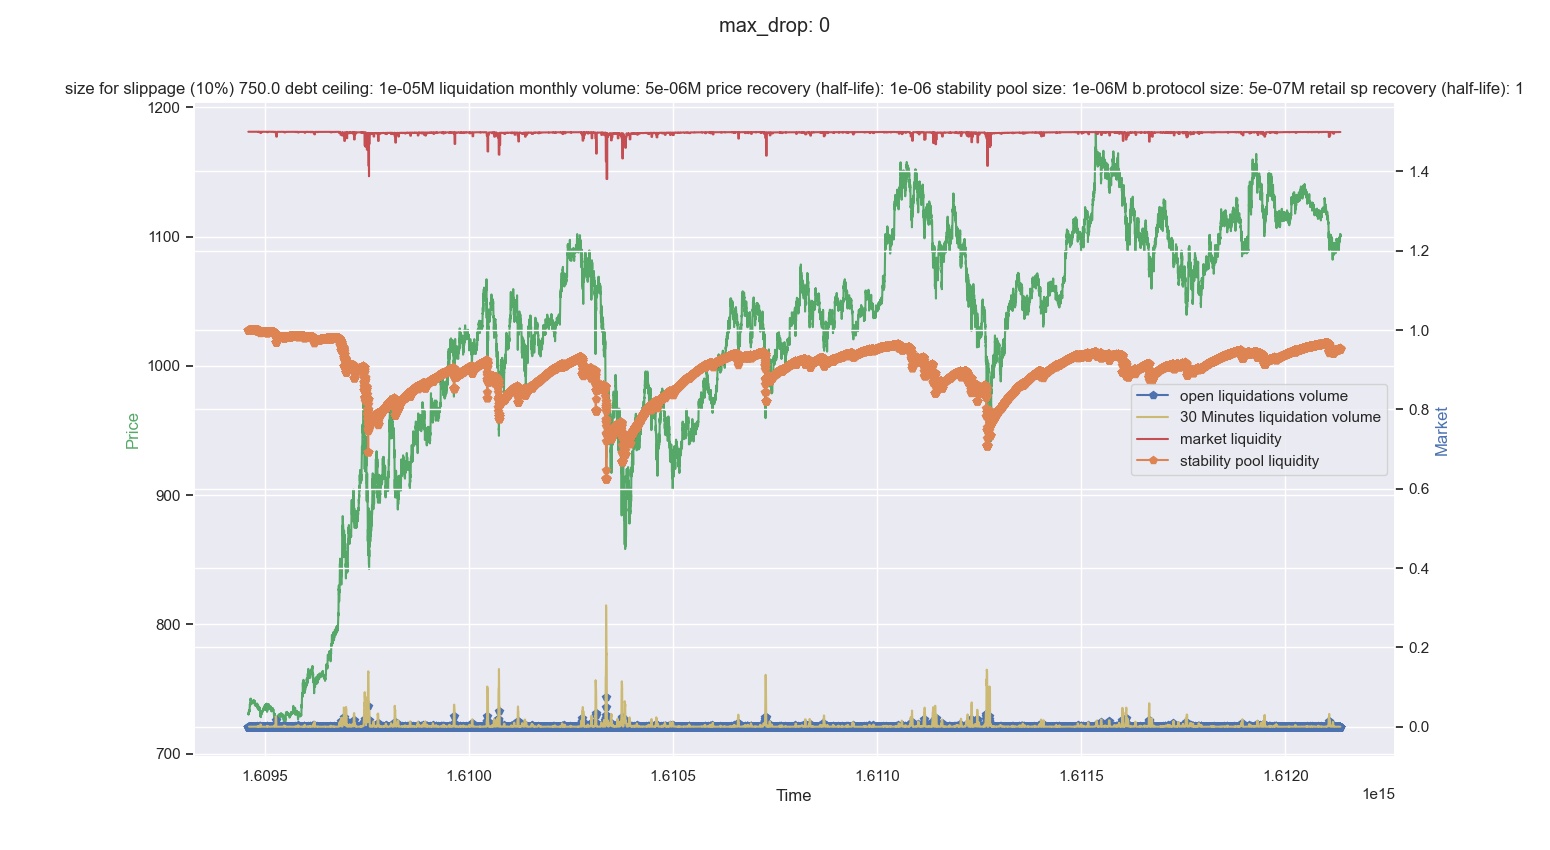 max_drop: 0
size for slippage (10%) 750.0 debt ceiling: 1e-05M liquidation monthly volume: 5e-06M price recovery (half-life): 1e-06 stability pool size: 1e-06M b.protocol size: 5e-07M retail sp recovery (half-life): 1
1200
1100
1000
900
800
700
Price
1.4
1.2
1.0
0.8
0.6
0.4
0.2
0.0
Market
open liquidations volume
30 Minutes liquidation volume
market liquidity
stability pool liquidity
1.6095 1.6100 1.6105 1.6110 1.6115 1.6120
Time
1e15